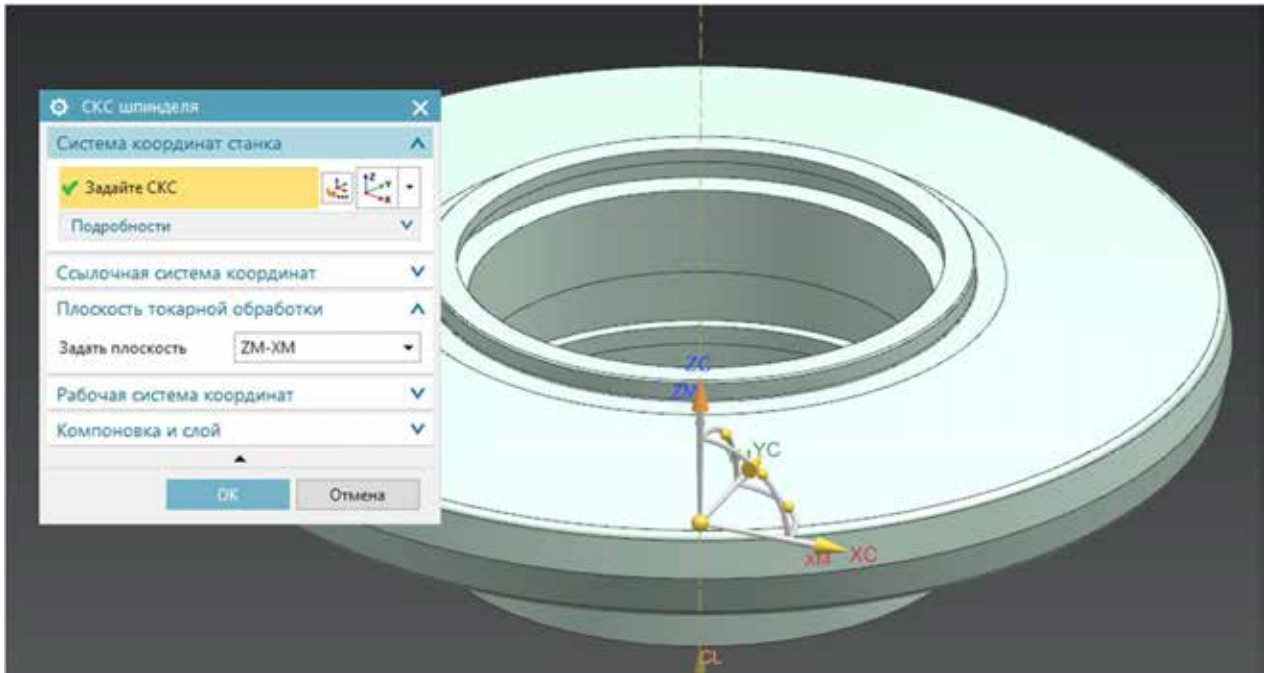 СКС шпинделя
Система координат станка
Задайте СКС
Подробности
Ссылочная система координат
Плоскость токарной обработки
Задать плоскость ZM-XM
Рабочая система координат
Компоновка и слой
OK Отмена
ZC
ZM
YC
XM XC
CL